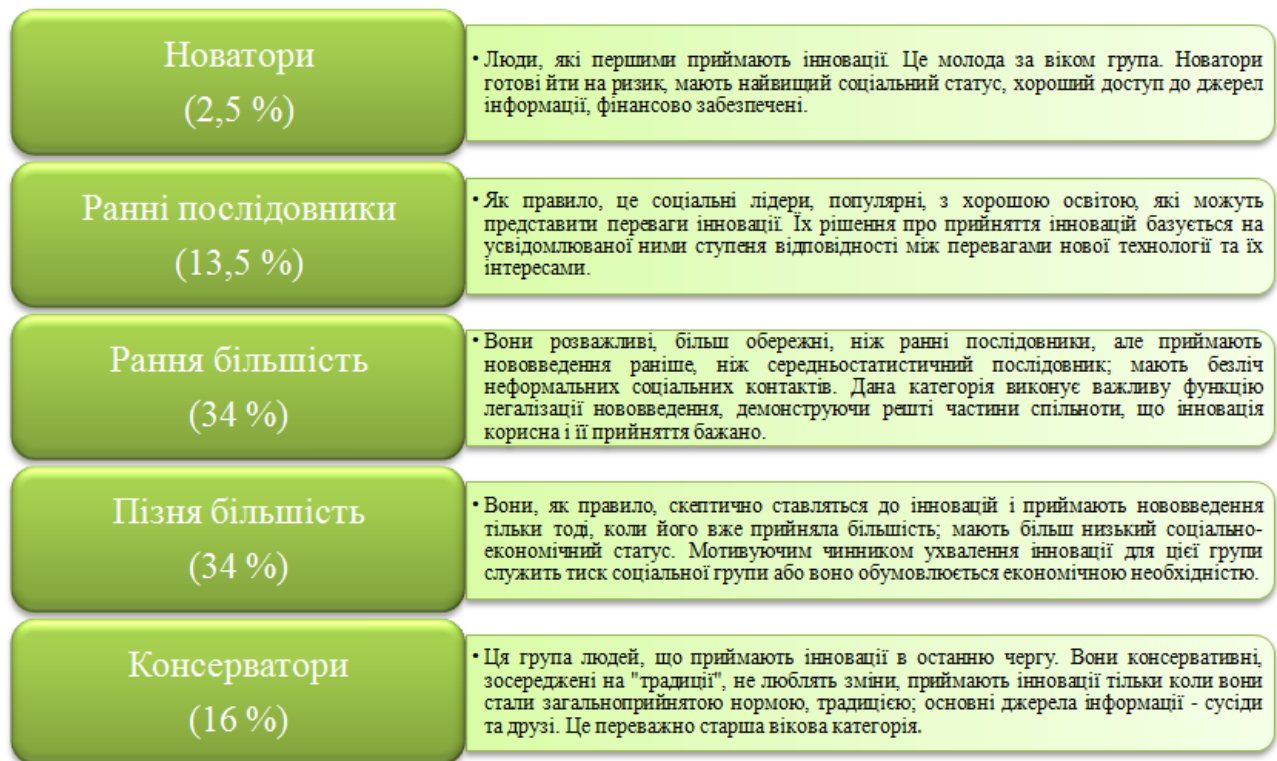 Новатори
(2,5 %)
• Люди, які першими приймають інновації. Це молода за віком група. Новатори
готові йти на ризик, мають найвищий соціальний статус, хороший доступ до джерел
інформації, фінансово забезпечені.
Ранні послідовники
(13,5 %)
• Як правило, це соціальні лідери, популярні, з хорошою освітою, які можуть
представити переваги інновації. Їх рішення про прийняття інновацій базується на
усвідомлюваної ними ступеня відповідності між перевагами нової технології та їх
інтересами.
Рання більшість
(34 %)
• Вони розважливі, більш обережні, ніж ранні послідовники, але приймають
нововведення раніше, ніж середньостатистичний послідовник; мають безліч
неформальних соціальних контактів. Дана категорія виконує важливу функцію
легалізації нововведення, демонструючи решті частини спільноти, що інновація
корисна і її прийняття бажано.
Пізня більшість
(34 %)
• Вони, як правило, скептично ставляться до інновацій і приймають нововведення
тільки тоді, коли його вже прийняла більшість; мають більш низький соціально-
економічний статус. Мотивуючим чинником ухвалення інновації для цієї групи
служить тиск соціальної групи або воно обумовлюється економічною необхідністю.
Консерватори
(16 %)
• Ця група людей, що приймають інновації в останню чергу. Вони консервативні,
зосереджені на "традиції", не люблять зміни, приймають інновації тільки коли вони
стали загальноприйнятою нормою, традицією; основні джерела інформації - сусіди
та друзі. Це переважно старша вікова категорія.